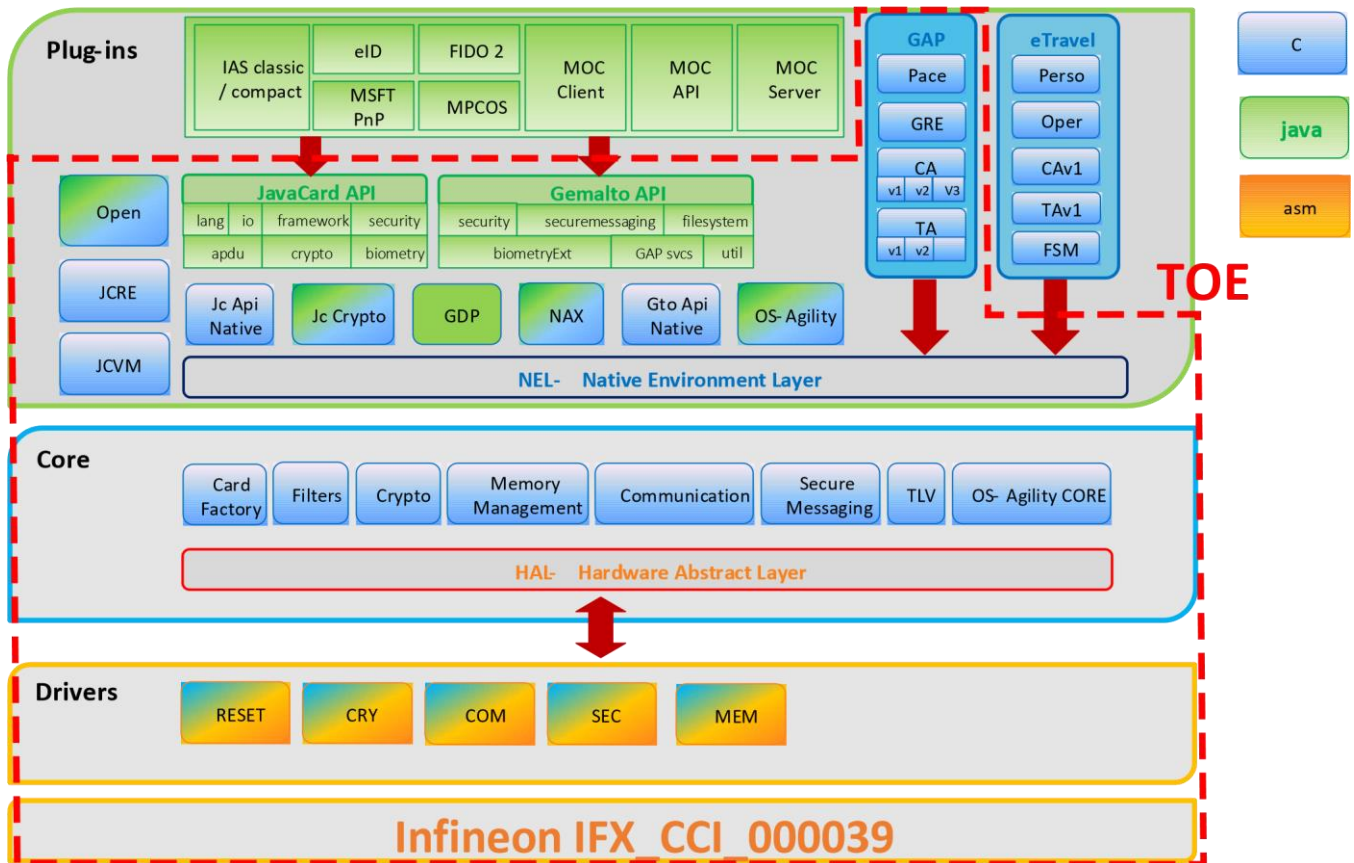 Plug-ins
IAS classic
/ compact
eID
FIDO 2
MSFT
PnP
MPCOS
MOC
Client
MOC
API
MOC
Server
GAP
Pace
GRE
CA
v1 v2 V3
TA
v1 v2
eTravel
Perso
Oper
CAv1
TAv1
FSM
C
java
asm
TOE
Open
JCRE
JCVM
JavaCard API
lang io framework security
apdu crypto biometry
Gemalto API
security securemessaging filesystem
biometryExt GAP svcs util
Jc Api
Native
Jc Crypto
GDP
NAX
Gto Api
Native
OS- Agility
NEL- Native Environment Layer
Core
Card
Factory
Filters
Crypto
Memory
Management
Communication
Secure
Messaging
TLV
OS- Agility CORE
HAL- Hardware Abstract Layer
Drivers
RESET
CRY
COM
SEC
MEM
Infineon IFX_CCI_000039